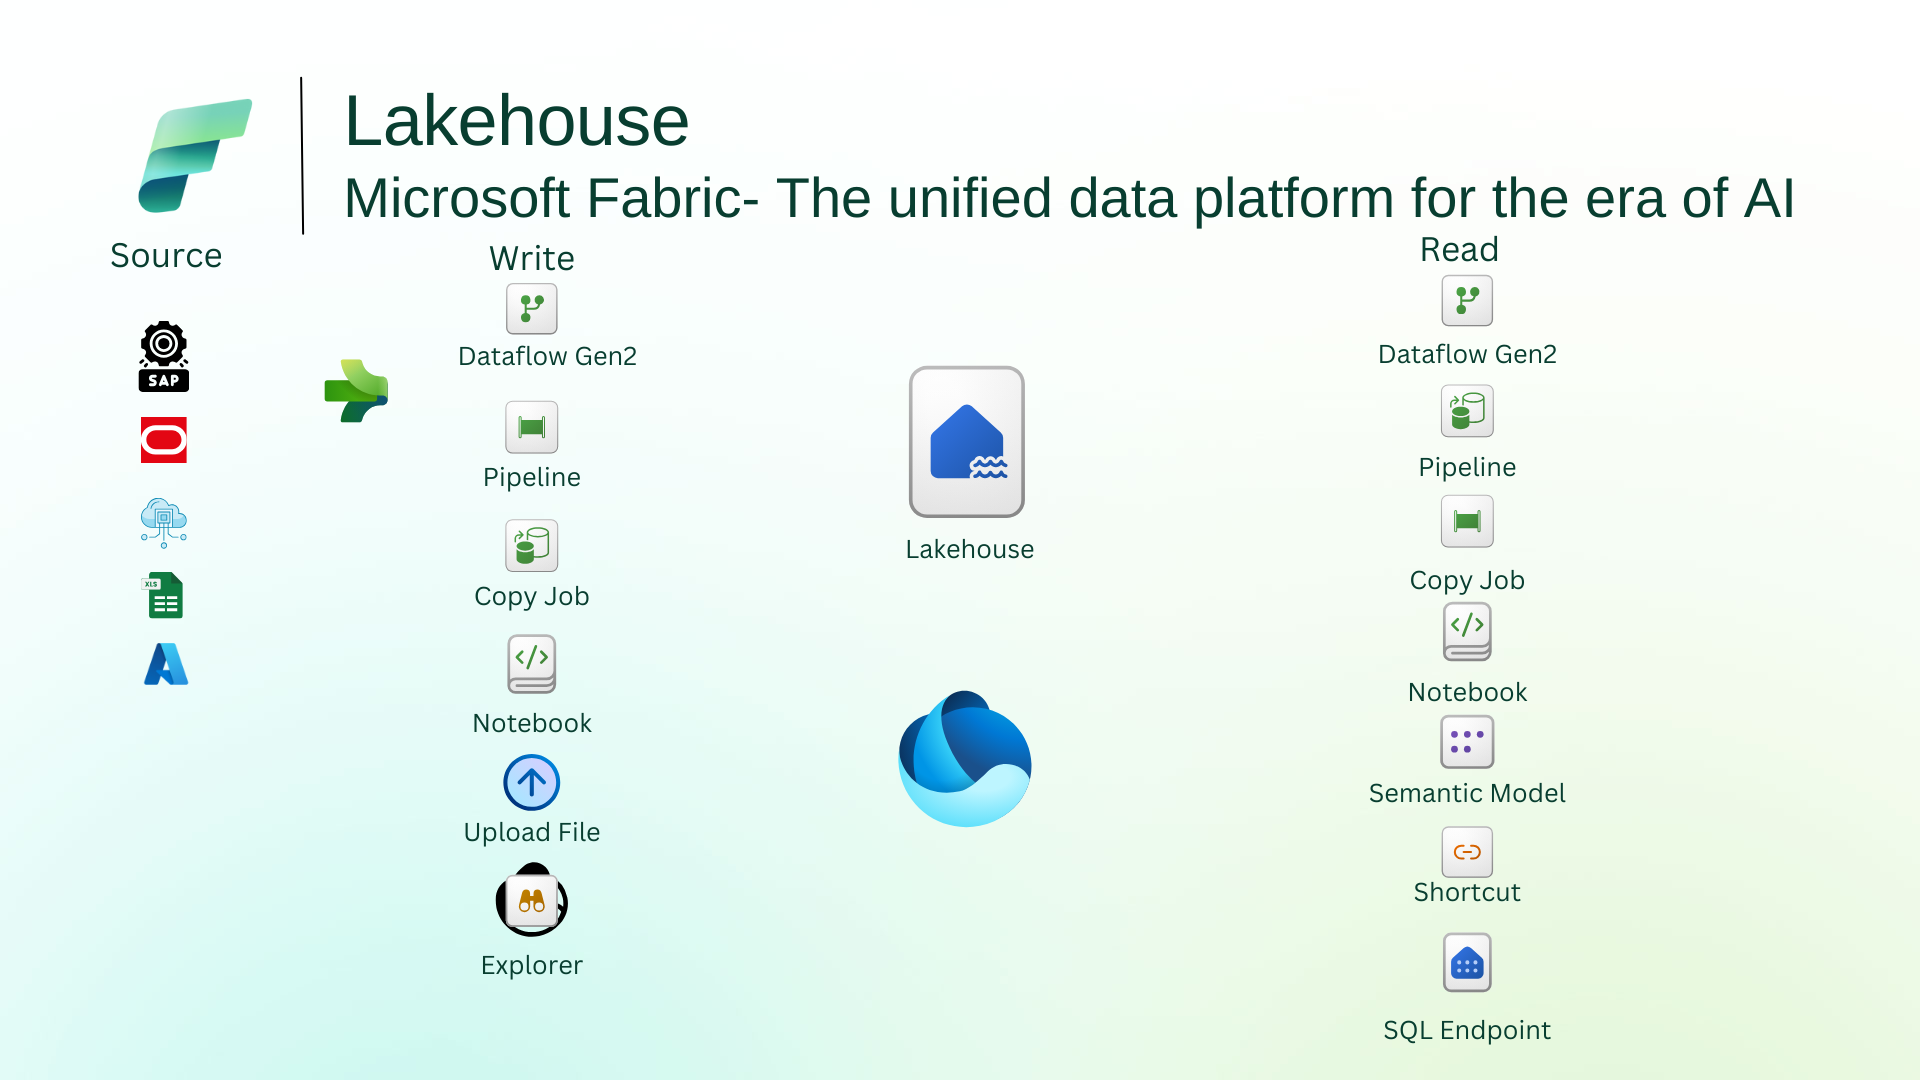 Lakehouse
Microsoft Fabric- The unified data platform for the era of AI
Source
SAP
XLS
Write
Dataflow Gen2
Pipeline
Copy Job
Notebook
Upload File
Explorer
Lakehouse
Read
Dataflow Gen2
Pipeline
Copy Job
Notebook
Semantic Model
Shortcut
SQL Endpoint